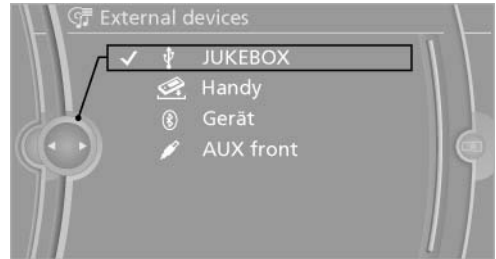 External devices
JUKEBOX
Handy
Gerät
AUX front